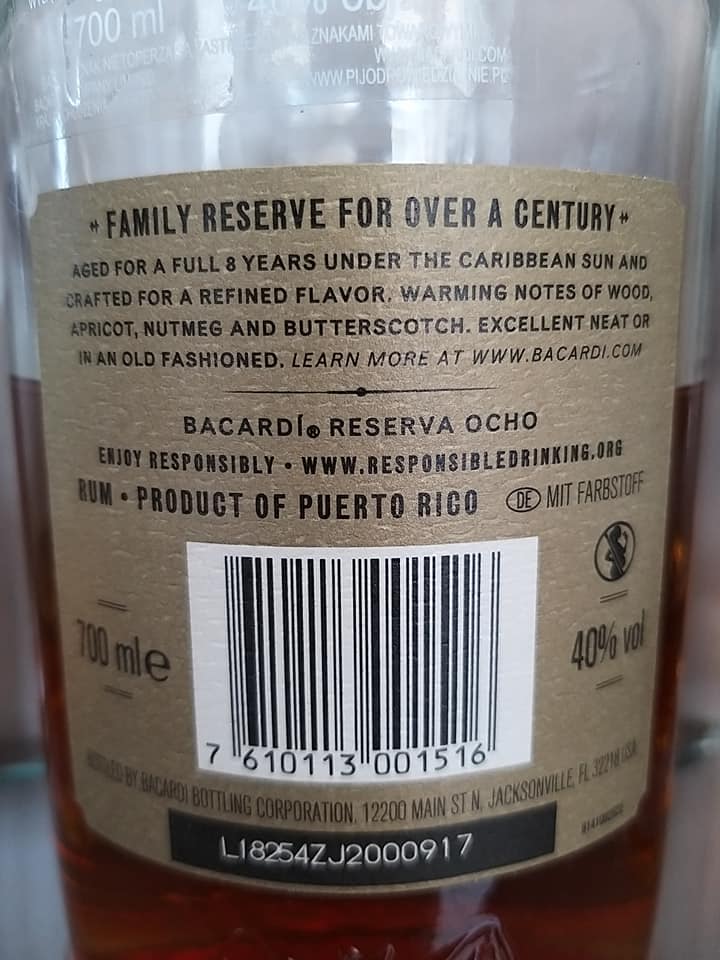 700 ml
ZNAKAMI
WWW.PIJODPOWIEDZIALNIE.PL
FAMILY RESERVE FOR OVER A CENTURY
AGED FOR A FULL 8 YEARS UNDER THE CARIBBEAN SUN AND
CRAFTED FOR A REFINED FLAVOR. WARMING NOTES OF WOOD,
APRICOT, NUTMEG AND BUTTERSCOTCH. EXCELLENT NEAT OR
IN AN OLD FASHIONED. LEARN MORE AT WWW.BACARDI.COM
BACARDÍ® RESERVA OCHO
ENJOY RESPONSIBLY • WWW.RESPONSIBLEDRINKING.ORG
RUM • PRODUCT OF PUERTO RICO DE MIT FARBSTOFF
700 ml e
40% vol
7 610113 001516
BOTTLED BY BACARDI BOTTLING CORPORATION, 12200 MAIN ST N, JACKSONVILLE, FL 32218 USA
L18254ZJ2000917